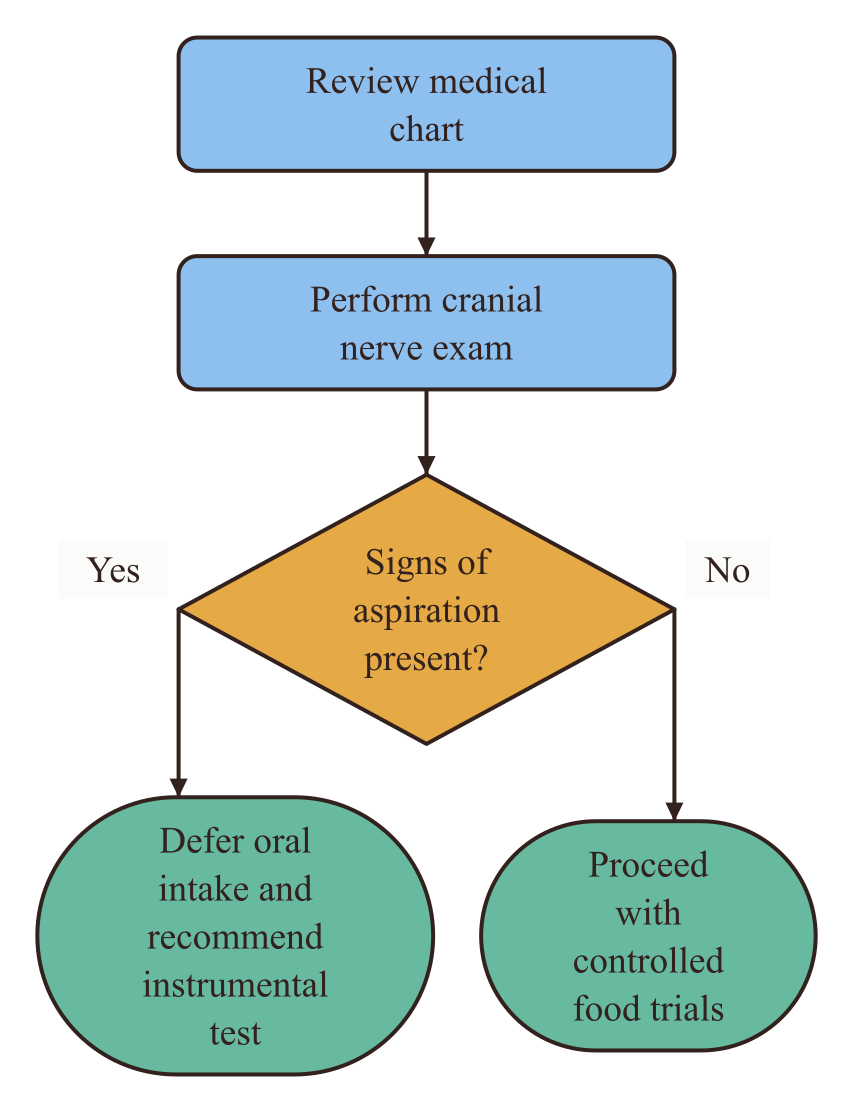 Review medical
chart
Perform cranial
nerve exam
Signs of
aspiration
present?
Yes
No
Defer oral
intake and
recommend
instrumental
test
Proceed
with
controlled
food trials